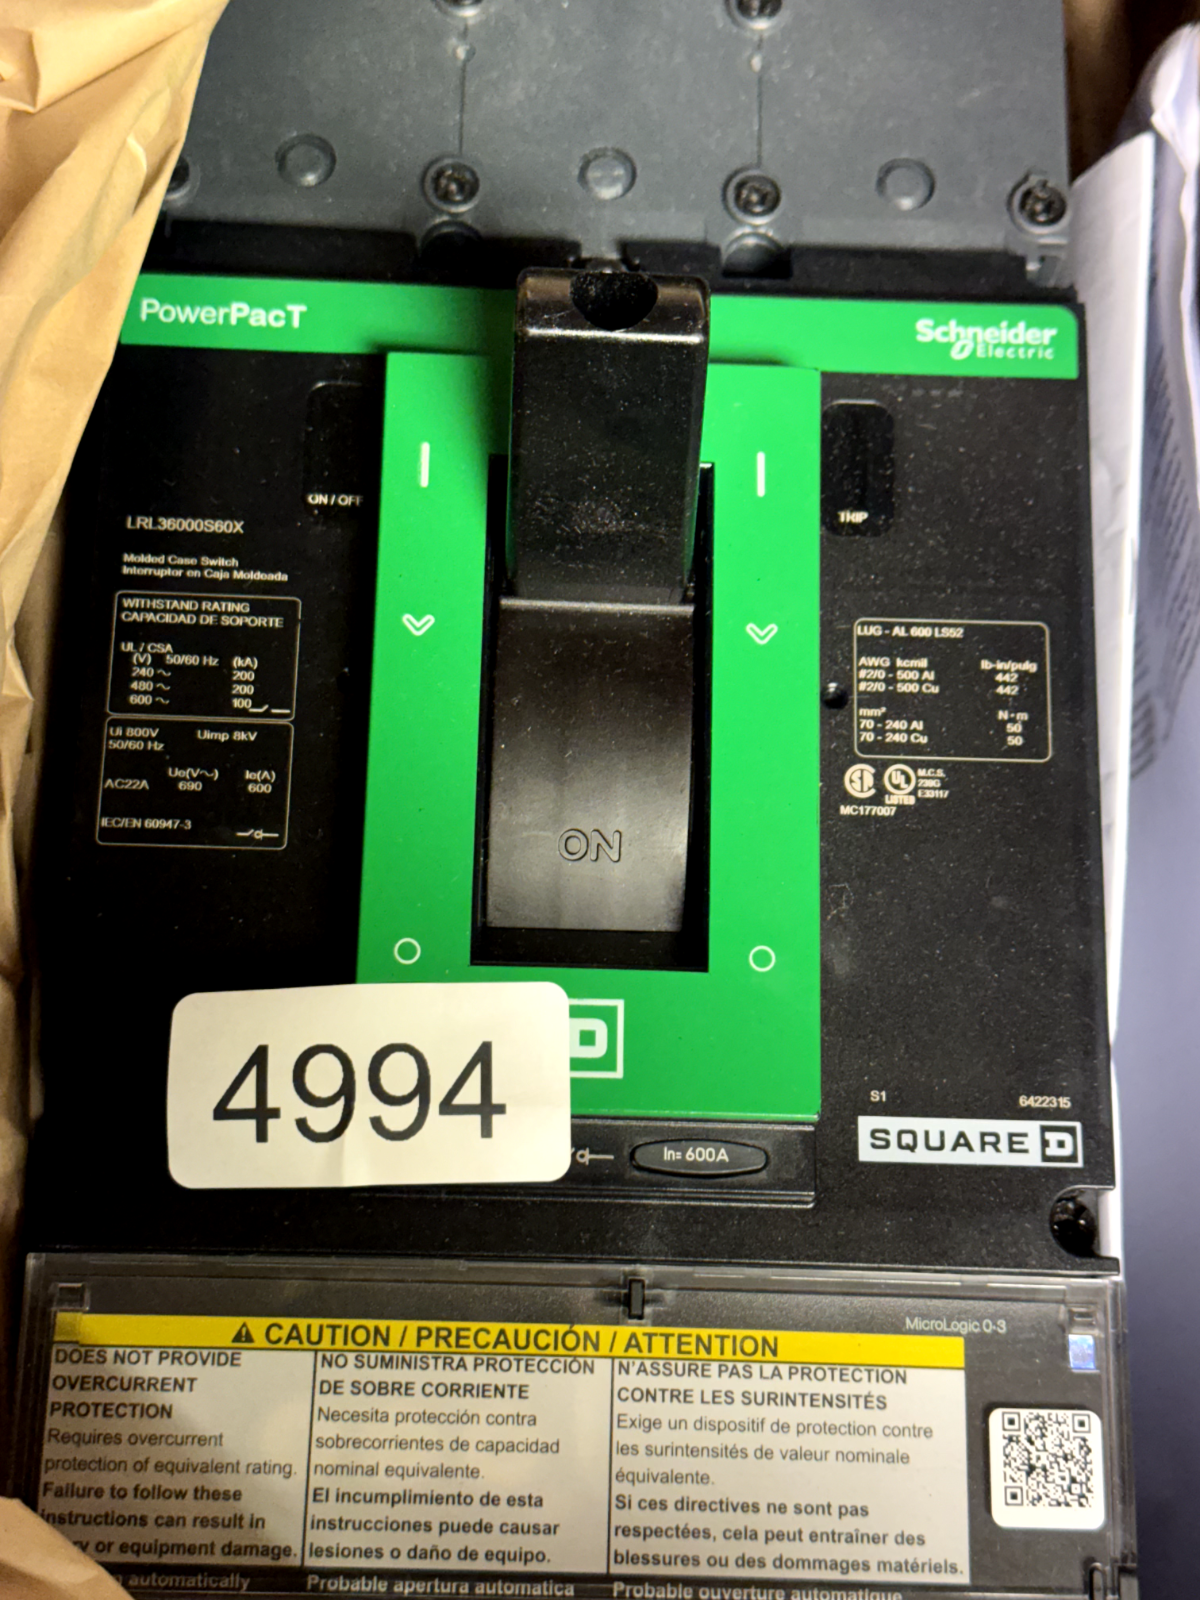 PowerPacT
Schneider
Electric
ON / OFF
TRIP
LRL36000S60X
Molded Case Switch
Interruptor en Caja Moldeada
WITHSTAND RATING
CAPACIDAD DE SOPORTE
UL / CSA
(V) 50/60 Hz (kA)
240 ~ 200
480 ~ 200
600 ~ 100
Ui 800V Uimp 8kV
50/60 Hz
Ue(V~) Ie(A)
AC22A 690 600
IEC/EN 60947-3
LUG - AL 600 LS52
AWG kcmil lb-in/pulg
#2/0 - 500 Al 442
#2/0 - 500 Cu 442
mm² N·m
70 - 240 Al 50
70 - 240 Cu 50
UL M.C.S.
239G
LISTED E33117
MC177007
ON
4994
D
In= 600A
S1 6422315
SQUARE D
MicroLogic 0-3
CAUTION / PRECAUCIÓN / ATTENTION
DOES NOT PROVIDE
OVERCURRENT
PROTECTION
Requires overcurrent
protection of equivalent rating.
Failure to follow these
instructions can result in
or equipment damage.
automatically
NO SUMINISTRA PROTECCIÓN
DE SOBRE CORRIENTE
Necesita protección contra
sobrecorrientes de capacidad
nominal equivalente.
El incumplimiento de esta
instrucciones puede causar
lesiones o daño de equipo.
Probable apertura automatica
N'ASSURE PAS LA PROTECTION
CONTRE LES SURINTENSITÉS
Exige un dispositif de protection contre
les surintensités de valeur nominale
équivalente.
Si ces directives ne sont pas
respectées, cela peut entraîner des
blessures ou des dommages matériels.
Probable ouverture automatique